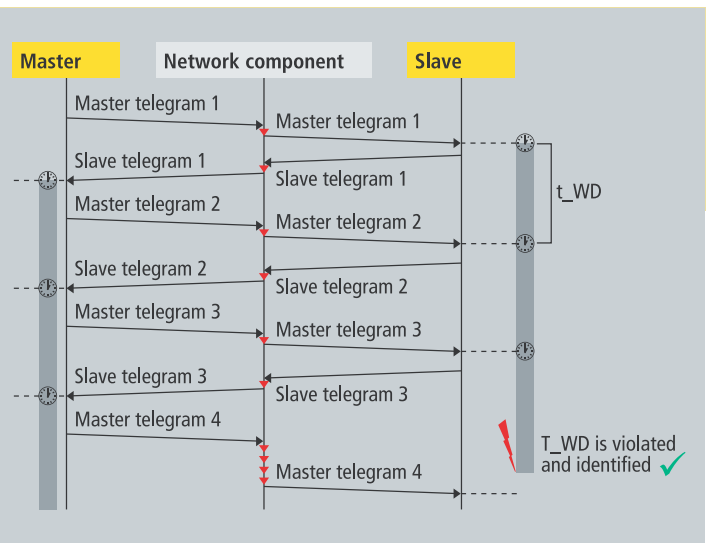 Master
Network component
Slave
Master telegram 1
Master telegram 1
Slave telegram 1
Slave telegram 1
t_WD
Master telegram 2
Master telegram 2
Slave telegram 2
Slave telegram 2
Master telegram 3
Master telegram 3
Slave telegram 3
Slave telegram 3
Master telegram 4
T_WD is violated
and identified
Master telegram 4